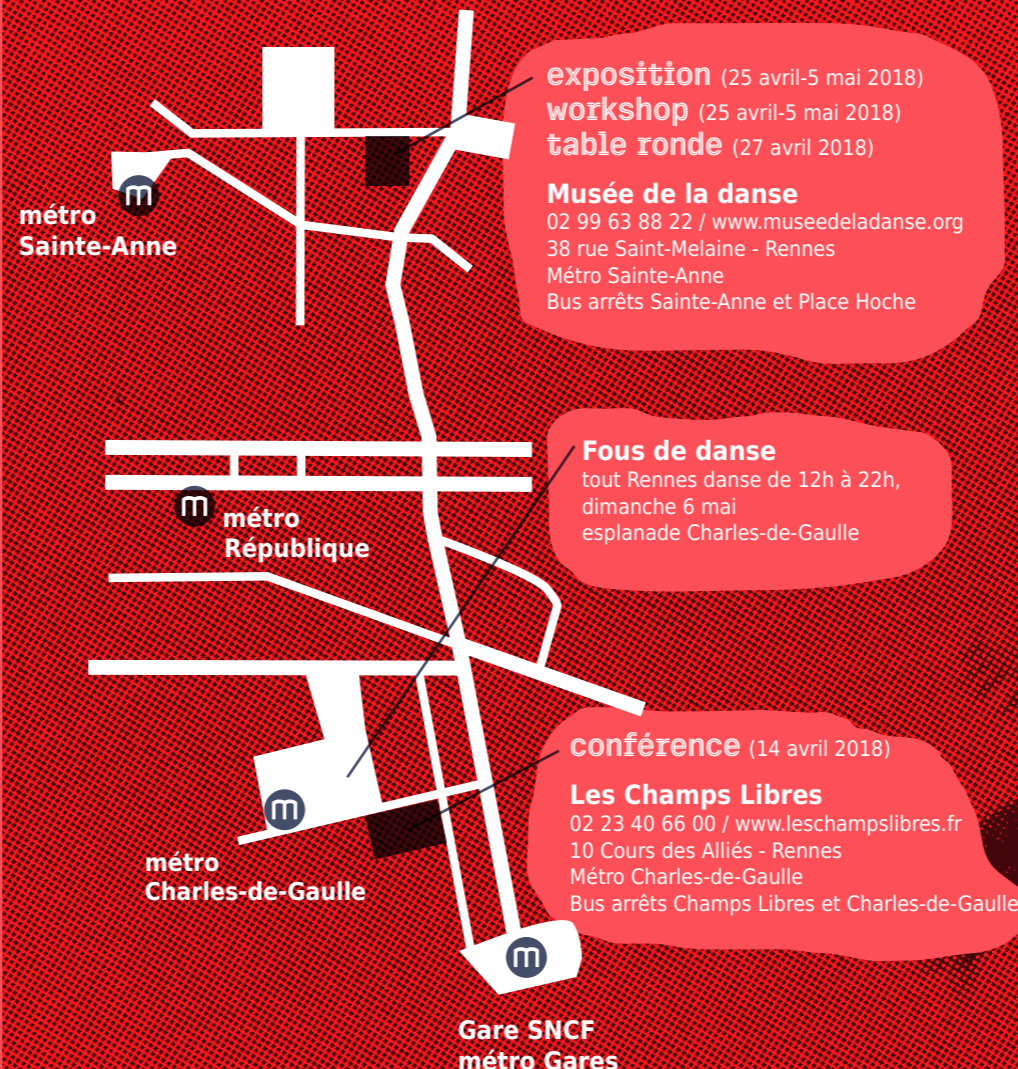 exposition (25 avril-5 mai 2018)
workshop (25 avril-5 mai 2018)
table ronde (27 avril 2018)
Musée de la danse
02 99 63 88 22 / www.museedeladanse.org
38 rue Saint-Melaine - Rennes
Métro Sainte-Anne
Bus arrêts Sainte-Anne et Place Hoche
m
métro
Sainte-Anne
Fous de danse
tout Rennes danse de 12h à 22h,
dimanche 6 mai
esplanade Charles-de-Gaulle
m
métro
République
conférence (14 avril 2018)
Les Champs Libres
02 23 40 66 00 / www.leschampslibres.fr
10 Cours des Alliés - Rennes
Métro Charles-de-Gaulle
Bus arrêts Champs Libres et Charles-de-Gaulle
m
métro
Charles-de-Gaulle
m
Gare SNCF
métro Gares